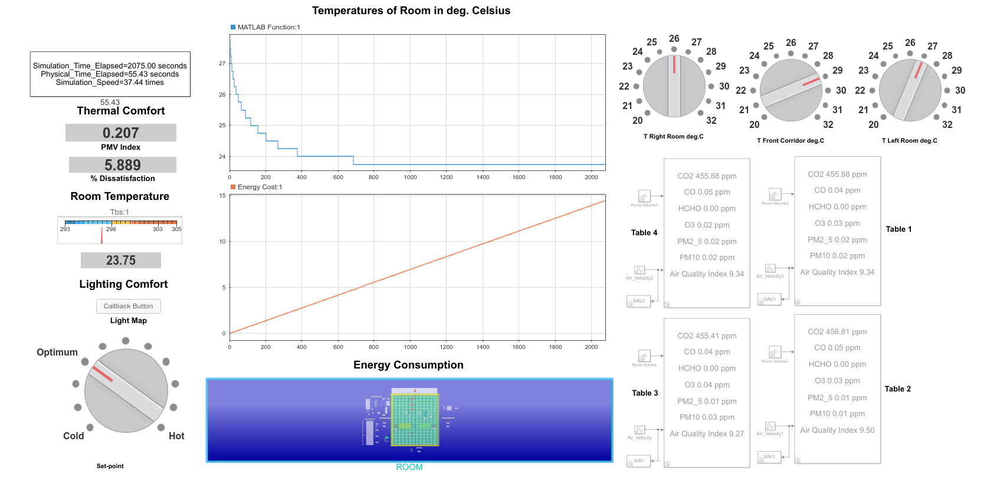 Temperatures of Room in deg. Celsius
MATLAB Function:1
27
26
25
24
0
200
400
600
800
1000
1200
1400
1600
1800
2000
Energy Cost:1
15
10
5
0
0
200
400
600
800
1000
1200
1400
1600
1800
2000
Energy Consumption
ROOM
Simulation_Time_Elapsed=2075.00 seconds
Physical_Time_Elapsed=55.43 seconds
Simulation_Speed=37.44 times
55.43
Thermal Comfort
0.207
PMV Index
5.889
% Dissatisfaction
Room Temperature
Tbs:1
293
298
303
305
23.75
Lighting Comfort
Callback Button
Light Map
Optimum
Cold
Hot
Set-point
20
21
22
23
24
25
26
27
28
29
30
31
32
T Right Room deg.C
20
21
22
23
24
25
26
27
28
29
30
31
32
T Front Corridor deg.C
20
21
22
23
24
25
26
27
28
29
30
31
32
T Left Room deg.C
Room Volume2
Table 4
Air_Velocity2
SAV2
CO2 455.88 ppm
CO 0.05 ppm
HCHO 0.00 ppm
O3 0.02 ppm
PM2_5 0.02 ppm
PM10 0.02 ppm
Air Quality Index 9.34
Room Volume3
Air_Velocity3
SAV3
CO2 455.88 ppm
CO 0.04 ppm
HCHO 0.00 ppm
O3 0.03 ppm
PM2_5 0.02 ppm
PM10 0.02 ppm
Air Quality Index 9.34
Table 1
Room Volume
Table 3
Air_Velocity
SAV
CO2 455.41 ppm
CO 0.04 ppm
HCHO 0.00 ppm
O3 0.04 ppm
PM2_5 0.01 ppm
PM10 0.03 ppm
Air Quality Index 9.27
Room Volume1
Air_Velocity1
SAV1
CO2 456.81 ppm
CO 0.05 ppm
HCHO 0.00 ppm
O3 0.03 ppm
PM2_5 0.01 ppm
PM10 0.01 ppm
Air Quality Index 9.50
Table 2